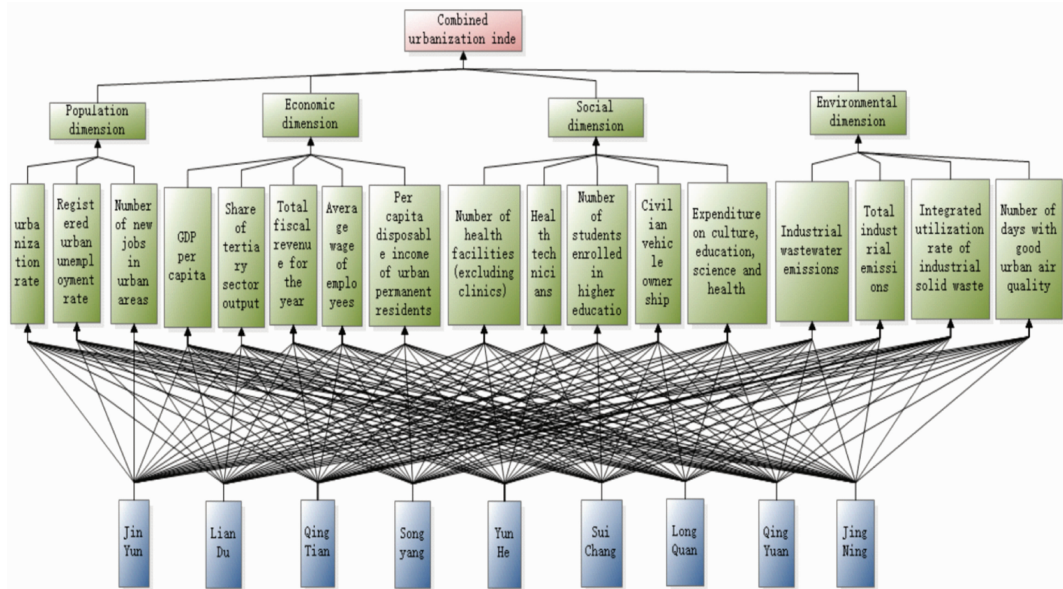 Combined
urbanization inde
Population
dimension
Economic
dimension
Social
dimension
Environmental
dimension
urba
niza
tion
rate
Regist
ered
urban
unempl
oyment
rate
Number
of new
jobs
in
urban
areas
GDP
per
capita
Share
of
tertia
ry
sector
output
Total
fiscal
revenu
e for
the
year
Avera
ge
wage
of
emplo
yees
Per
capita
disposabl
e income
of urban
permanent
residents
Number of
health
facilities
(excluding
clinics)
Heal
th
tech
nici
ans
Number
of
students
enrolled
in
higher
educatio
Civil
ian
vehic
le
owner
ship
Expenditure
on culture,
education,
science and
health
Industrial
wastewater
emissions
Total
indust
rial
emissi
ons
Integrated
utilization
rate of
industrial
solid waste
Number of
days with
good
urban air
quality
Jin
Yun
Lian
Du
Qing
Tian
Song
yang
Yun
He
Sui
Chang
Long
Quan
Qing
Yuan
Jing
Ning